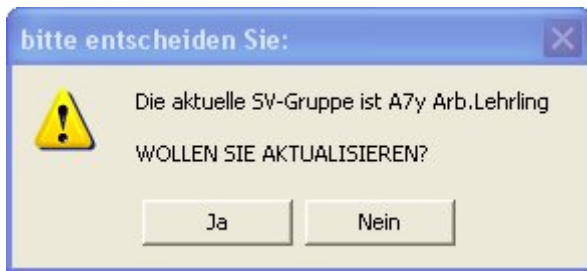 bitte entscheiden Sie:
Die aktuelle SV-Gruppe ist A7y Arb.Lehrling
WOLLEN SIE AKTUALISIEREN?
Ja
Nein